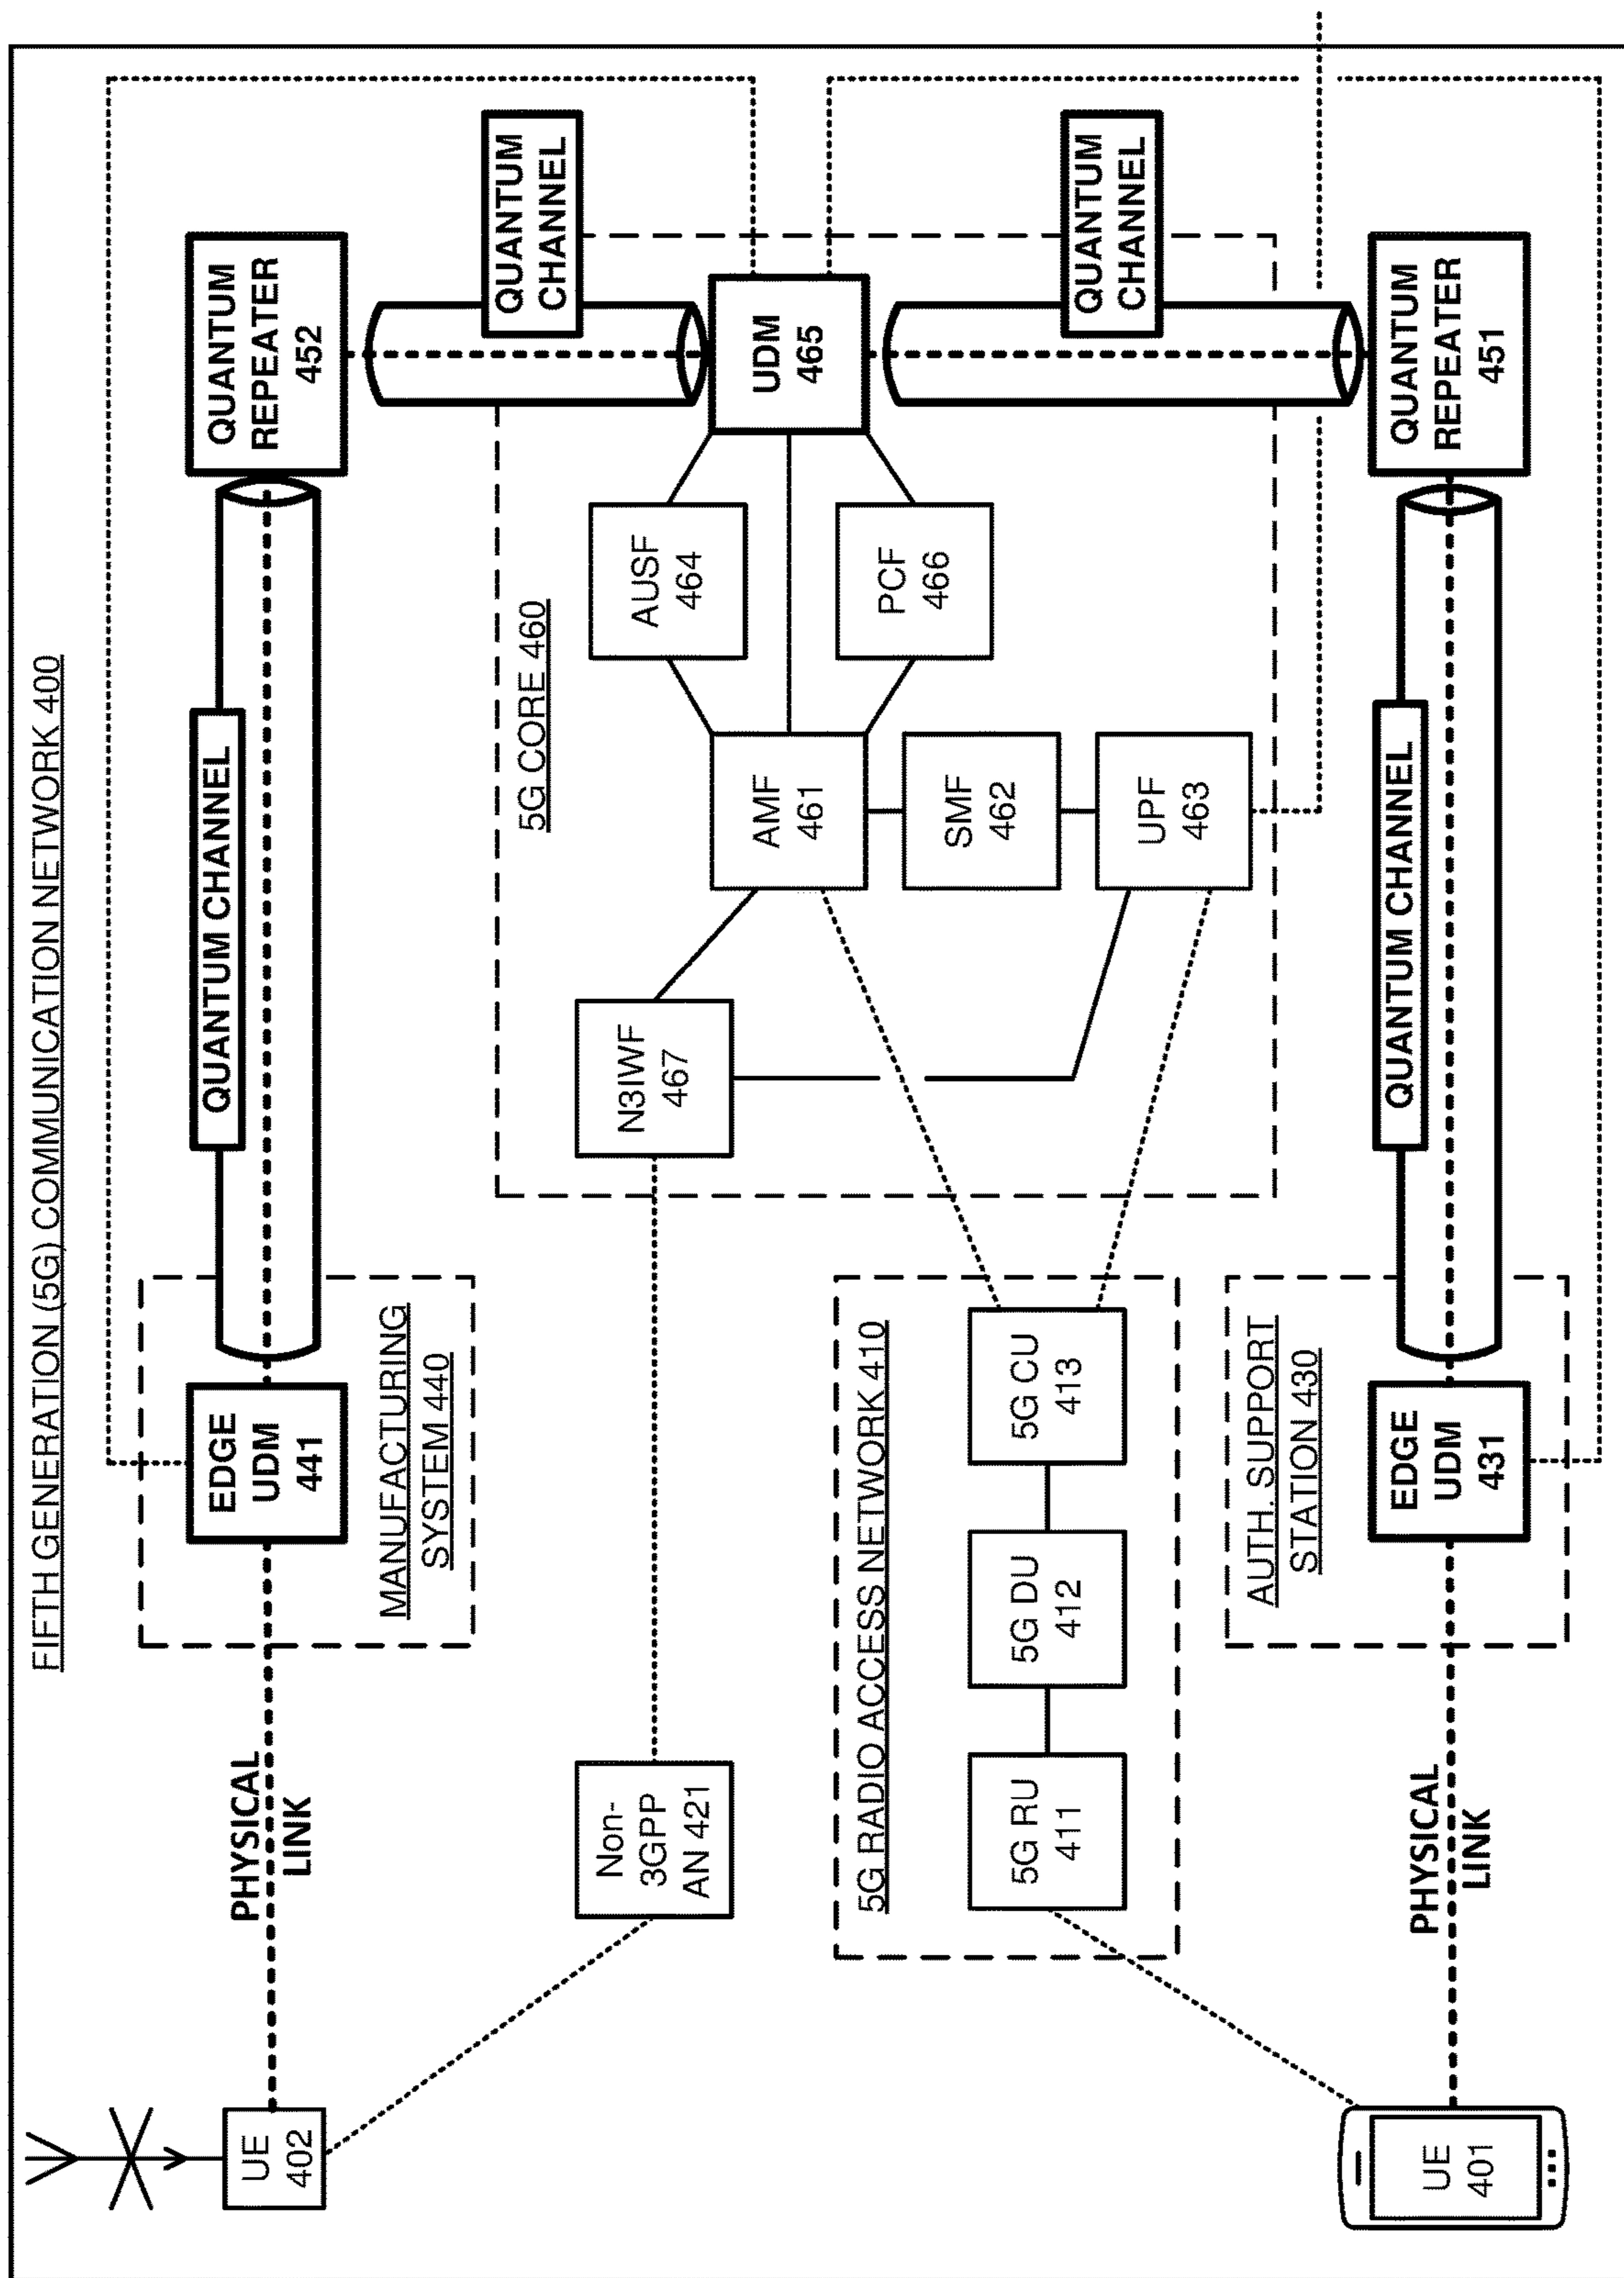 FIFTH GENERATION (5G) COMMUNICATION NETWORK 400
UE
402
PHYSICAL
LINK
EDGE
UDM
441
MANUFACTURING
SYSTEM 440
QUANTUM CHANNEL
QUANTUM
REPEATER
452
QUANTUM
CHANNEL
5G CORE 460
Non-
3GPP
AN 421
N3IWF
467
AUSF
464
AMF
461
UDM
465
PCF
466
SMF
462
UPF
463
5G RADIO ACCESS NETWORK 410
5G RU
411
5G DU
412
5G CU
413
QUANTUM
CHANNEL
AUTH. SUPPORT
STATION 430
UE
401
PHYSICAL
LINK
EDGE
UDM
431
QUANTUM CHANNEL
QUANTUM
REPEATER
451